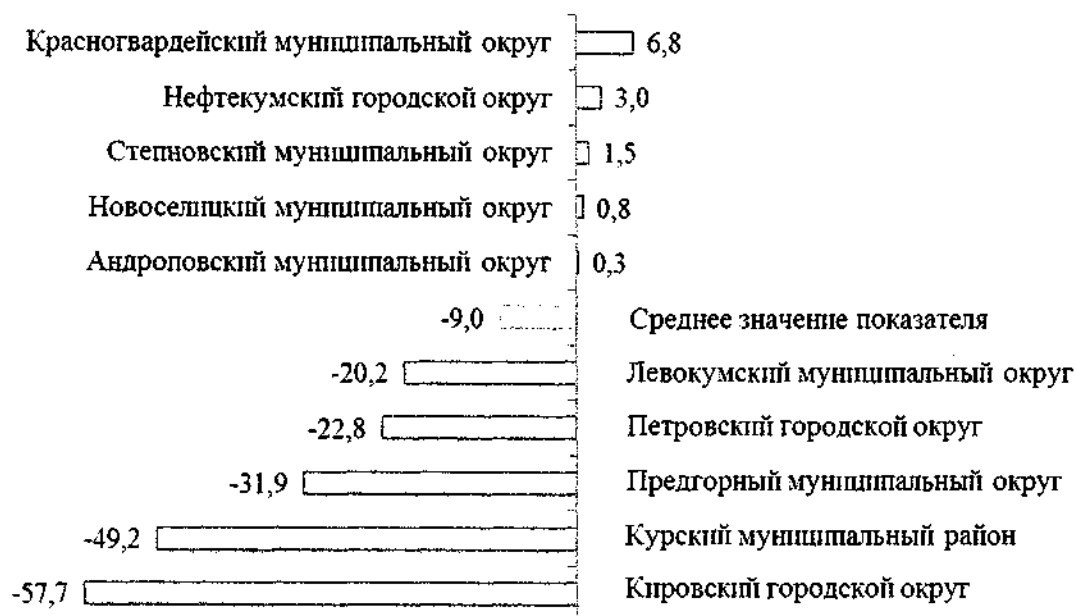 Красногвардейский муниципальный округ 6,8
Нефтекумский городской округ 3,0
Степновский муниципальный округ 1,5
Новоселицкий муниципальный округ 0,8
Андроповский муниципальный округ 0,3
-9,0 Среднее значение показателя
-20,2 Левокумский муниципальный округ
-22,8 Петровский городской округ
-31,9 Предгорный муниципальный округ
-49,2 Курский муниципальный район
-57,7 Кировский городской округ